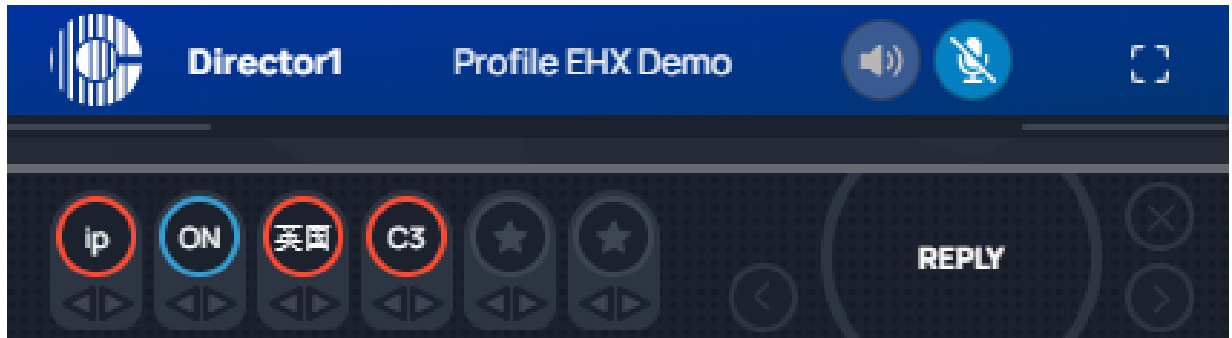 Director1 Profile EHX Demo
ip ON 英国 C3
REPLY